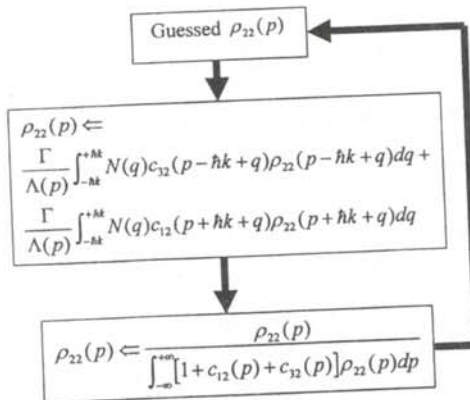 Guessed ρ₂₂(p)
ρ₂₂(p) ⇐
Γ/Λ(p) ∫₋ℏₖ⁺ℏᵏ N(q)c₃₂(p−ℏk+q)ρ₂₂(p−ℏk+q)dq +
Γ/Λ(p) ∫₋ℏₖ⁺ℏᵏ N(q)c₁₂(p+ℏk+q)ρ₂₂(p+ℏk+q)dq
ρ₂₂(p) ⇐ ρ₂₂(p) / ∫₋∞⁺∞ [1+c₁₂(p)+c₃₂(p)]ρ₂₂(p)dp